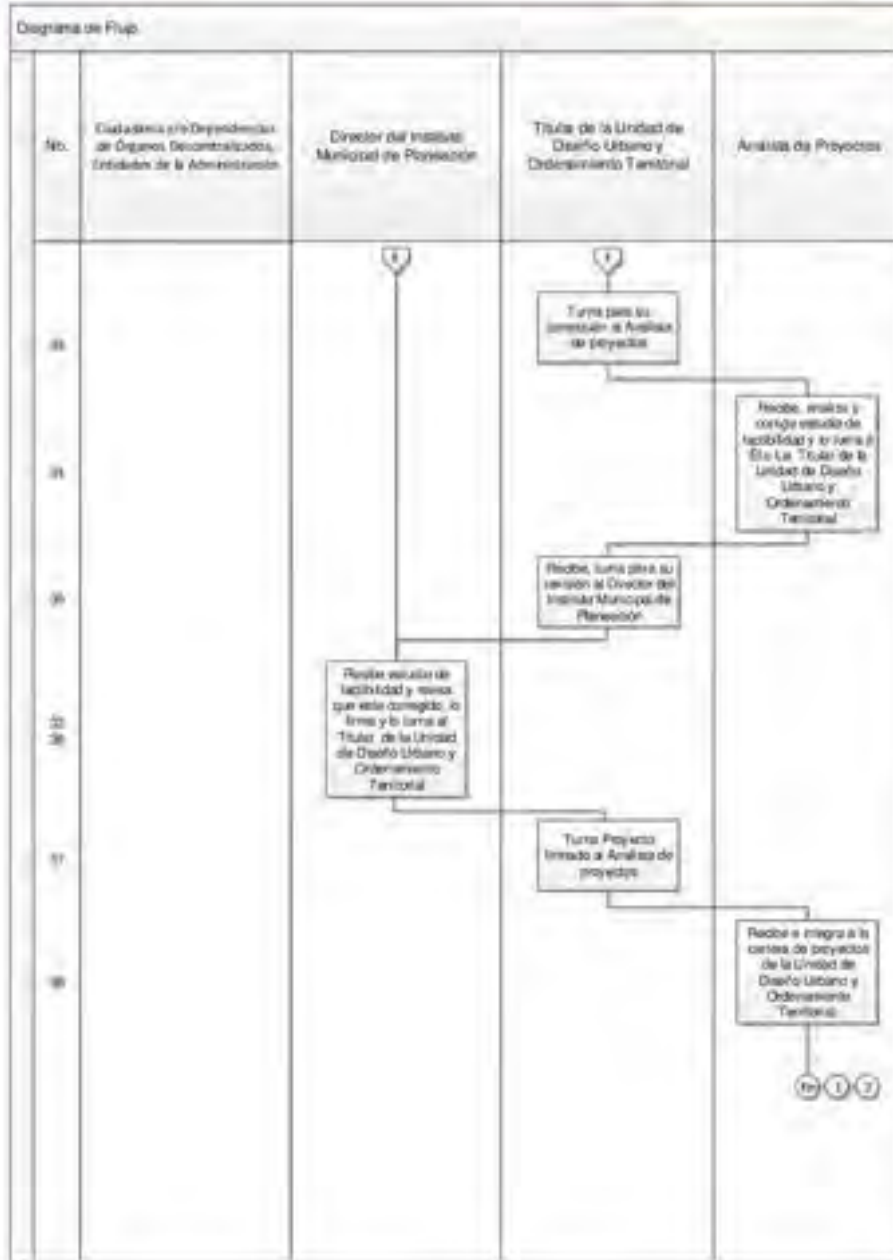 Diagrama de Flujo
No.
Ciudadanía y/o Dependencias
de Órganos Decentralizados,
Entidades de la Administración
Director del Instituto
Municipal de Planeación
Titular de la Unidad de
Diseño Urbano y
Ordenamiento Territorial
Analista de Proyectos
Turna para su
corrección al Analista
de proyectos
Recibe, analiza y
corrige estudio de
factibilidad y lo turna a
El o La Titular de la
Unidad de Diseño
Urbano y
Ordenamiento
Territorial
Recibe, turna para su
revisión al Director del
Instituto Municipal de
Planeación
Recibe estudio de
factibilidad y revisa
que este corregido, lo
firma y lo turna al
Titular de la Unidad
de Diseño Urbano y
Ordenamiento
Territorial
Turna Proyecto
firmado al Analista de
proyectos
Recibe e integra a la
cartera de proyectos
de la Unidad de
Diseño Urbano y
Ordenamiento
Territorial
1
2